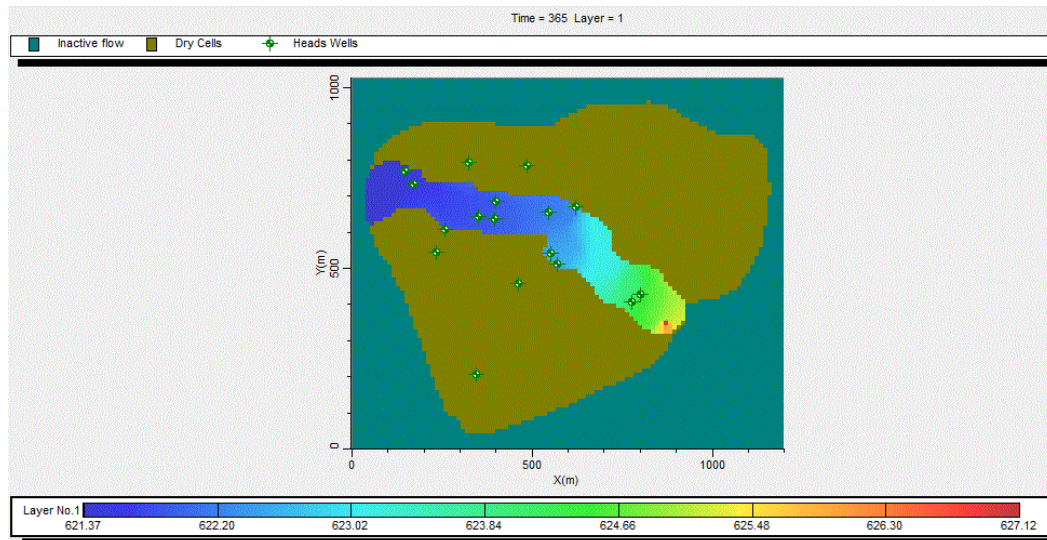 Time = 365 Layer = 1
Inactive flow Dry Cells Heads Wells
1000
500
0
Y(m)
0 500 1000
X(m)
Layer No.1
621.37 622.20 623.02 623.84 624.66 625.48 626.30 627.12